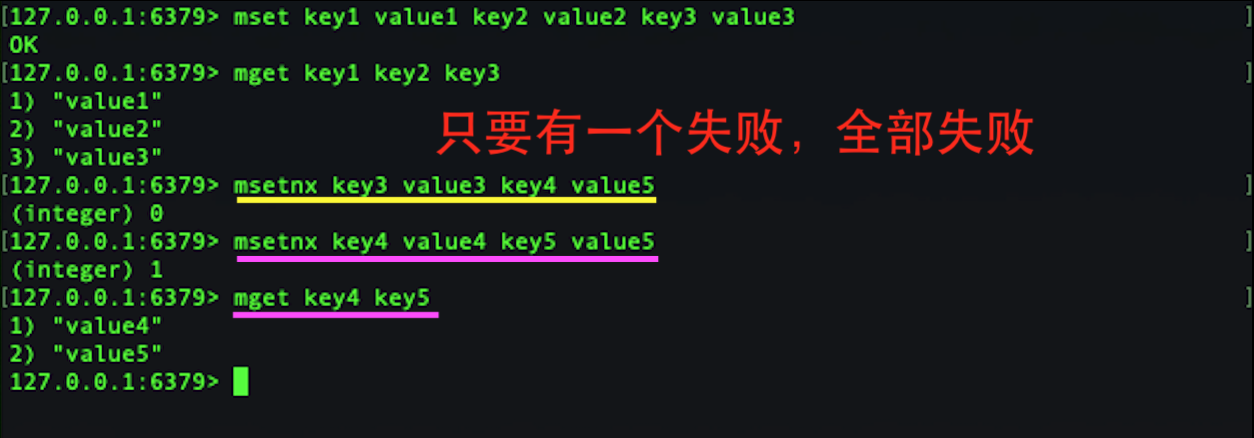 [127.0.0.1:6379> mset key1 value1 key2 value2 key3 value3 ]
OK
[127.0.0.1:6379> mget key1 key2 key3 ]
1) "value1"
2) "value2"
只要有一个失败，全部失败
3) "value3"
[127.0.0.1:6379> msetnx key3 value3 key4 value5 ]
(integer) 0
[127.0.0.1:6379> msetnx key4 value4 key5 value5 ]
(integer) 1
[127.0.0.1:6379> mget key4 key5 ]
1) "value4"
2) "value5"
127.0.0.1:6379>